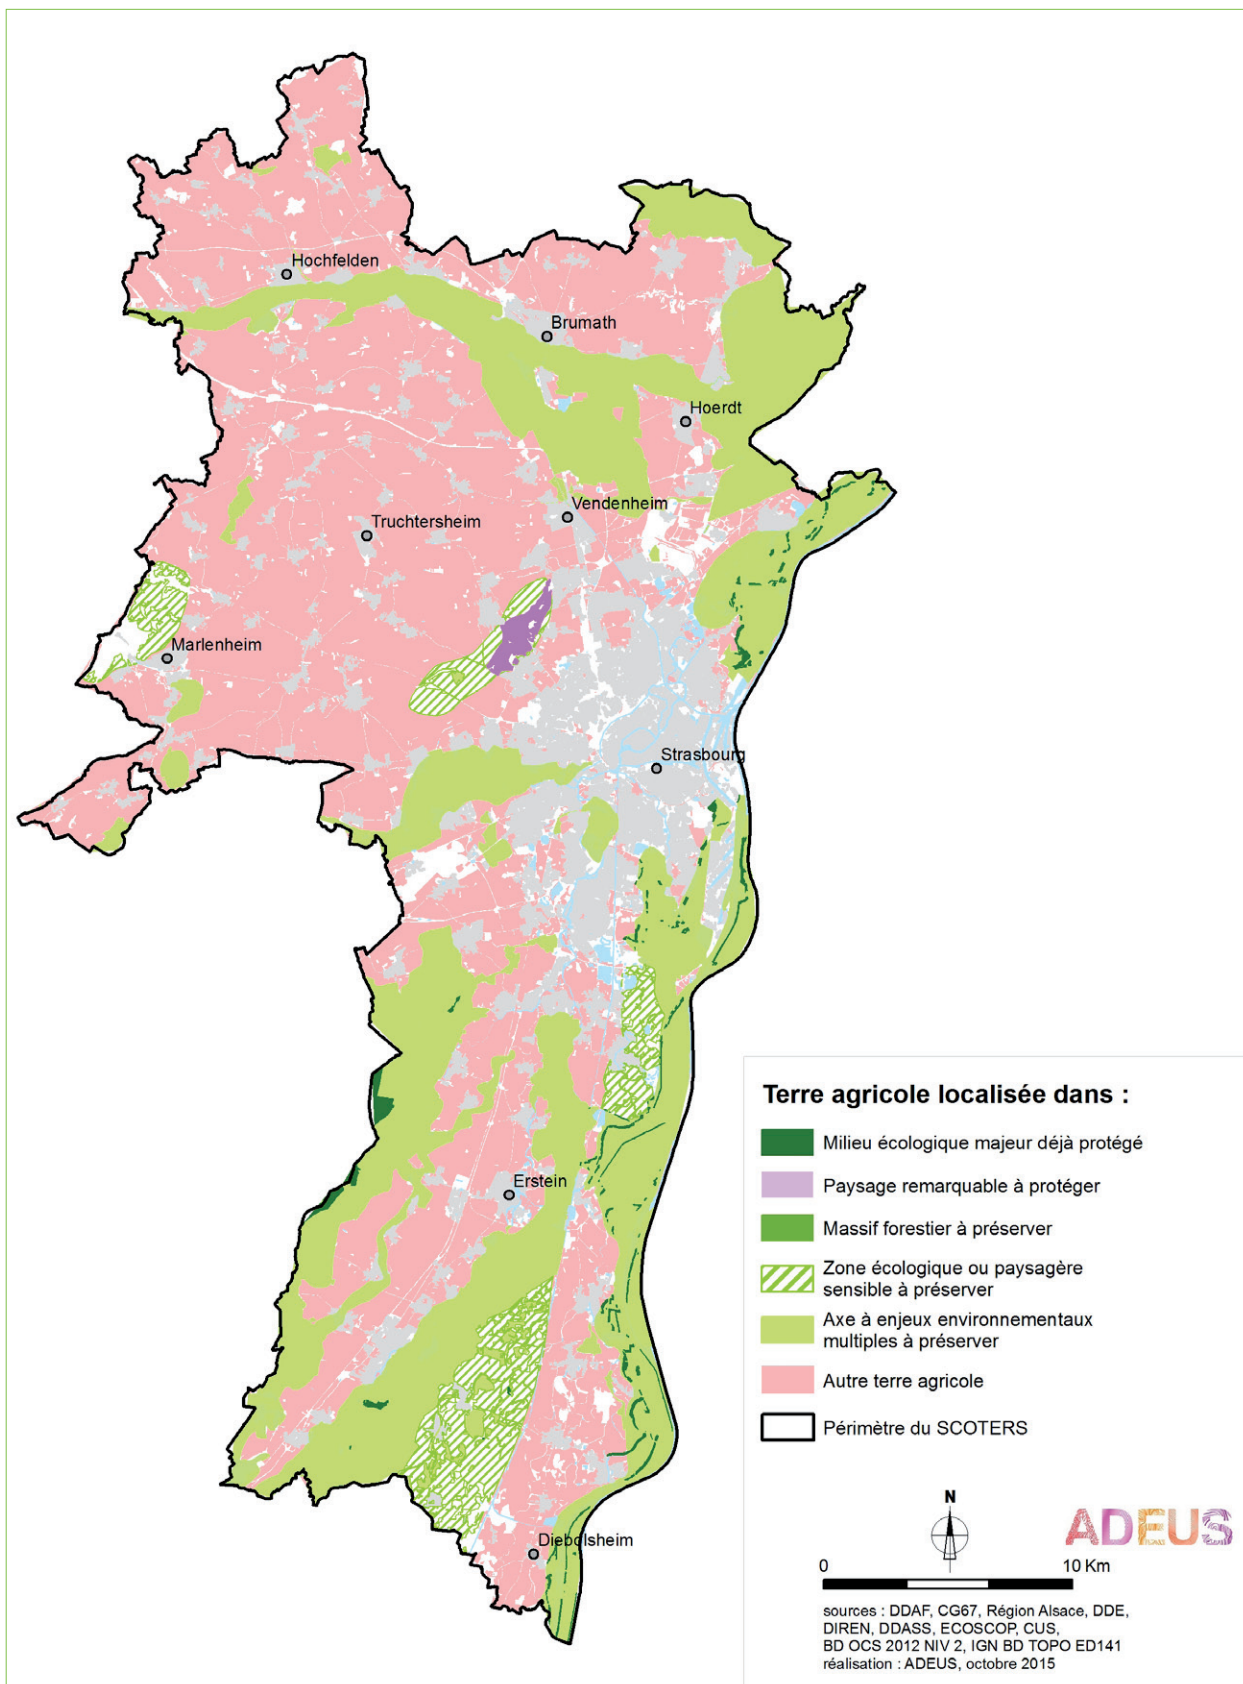 Hochfelden
Brumath
Hoerdt
Vendenheim
Truchtersheim
Marlenheim
Strasbourg
Erstein
Diebolsheim
Terre agricole localisée dans :
Milieu écologique majeur déjà protégé
Paysage remarquable à protéger
Massif forestier à préserver
Zone écologique ou paysagère
sensible à préserver
Axe à enjeux environnementaux
multiples à préserver
Autre terre agricole
Périmètre du SCOTERS
N
ADEUS
0 10 Km
sources : DDAF, CG67, Région Alsace, DDE,
DIREN, DDASS, ECOSCOP, CUS,
BD OCS 2012 NIV 2, IGN BD TOPO ED141
réalisation : ADEUS, octobre 2015